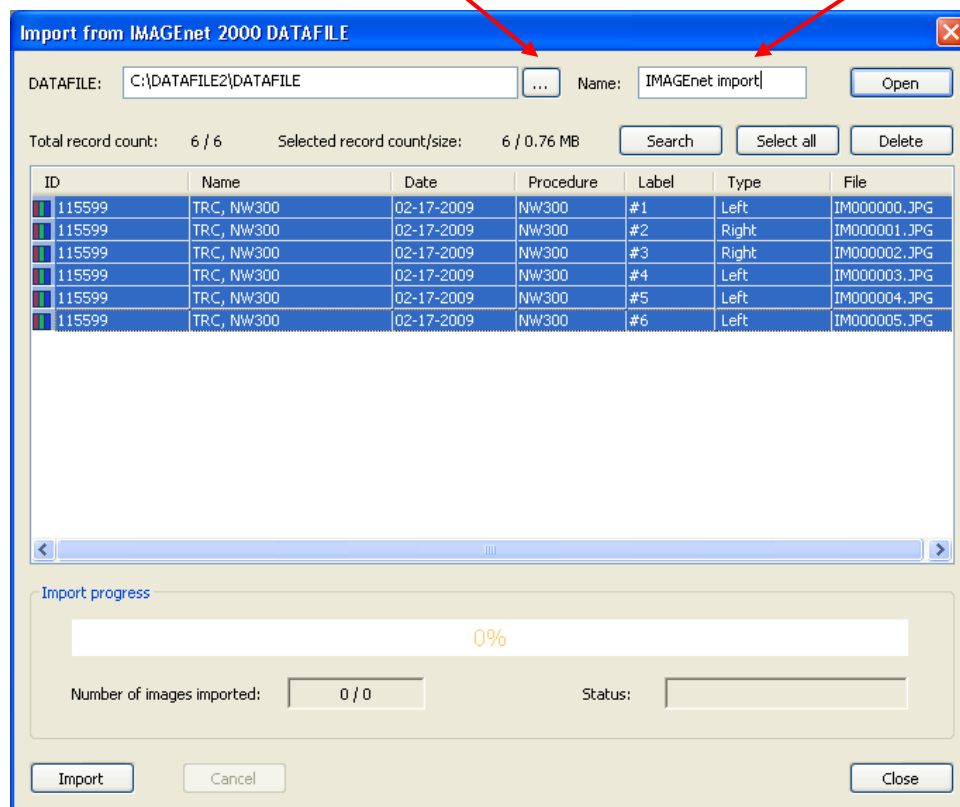 Import from IMAGEnet 2000 DATAFILE
DATAFILE: C:\DATAFILE2\DATAFILE ... Name: IMAGEnet import Open
Total record count: 6 / 6 Selected record count/size: 6 / 0.76 MB Search Select all Delete
ID Name Date Procedure Label Type File
115599 TRC, NW300 02-17-2009 NW300 #1 Left IM000000.JPG
115599 TRC, NW300 02-17-2009 NW300 #2 Right IM000001.JPG
115599 TRC, NW300 02-17-2009 NW300 #3 Right IM000002.JPG
115599 TRC, NW300 02-17-2009 NW300 #4 Left IM000003.JPG
115599 TRC, NW300 02-17-2009 NW300 #5 Left IM000004.JPG
115599 TRC, NW300 02-17-2009 NW300 #6 Left IM000005.JPG
Import progress
0%
Number of images imported: 0 / 0 Status:
Import Cancel Close